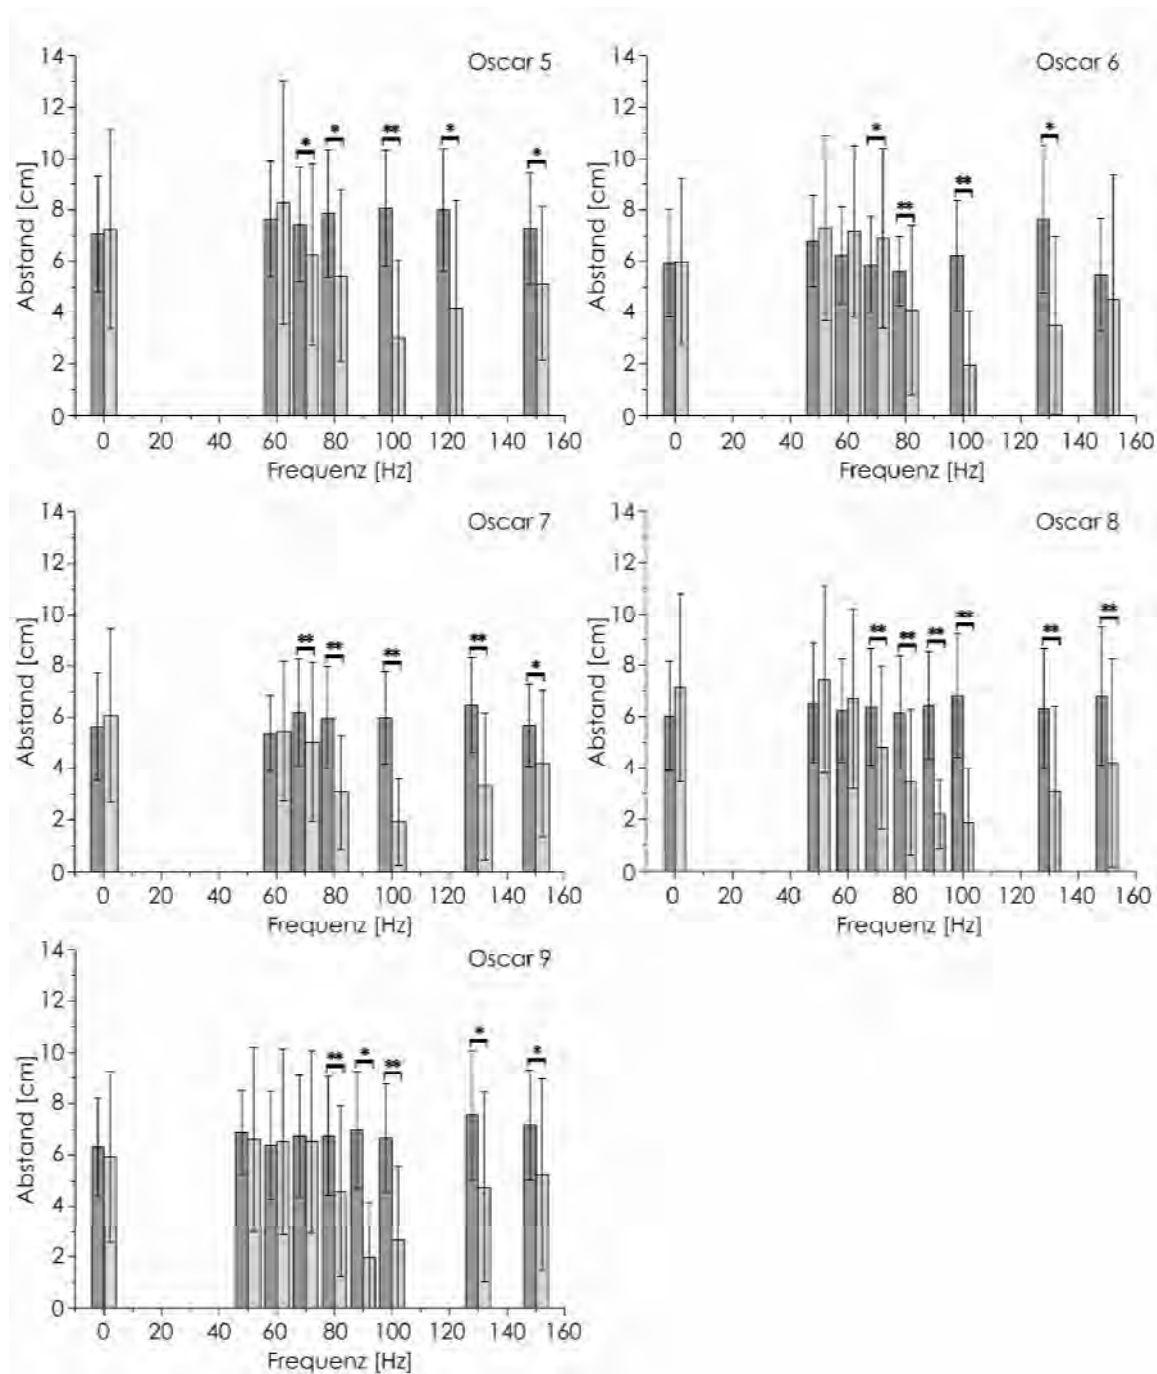 Oscar 5
14
12
10
8
6
4
2
0
Abstand [cm]
* * ** * *
0 20 40 60 80 100 120 140 160
Frequenz [Hz]
Oscar 6
14
12
10
8
6
4
2
0
Abstand [cm]
* ** ** *
0 20 40 60 80 100 120 140 160
Frequenz [Hz]
Oscar 7
14
12
10
8
6
4
2
0
Abstand [cm]
** ** ** ** *
0 20 40 60 80 100 120 140 160
Frequenz [Hz]
Oscar 8
14
12
10
8
6
4
2
0
Abstand [cm]
** ** ** ** ** **
0 20 40 60 80 100 120 140 160
Frequenz [Hz]
Oscar 9
14
12
10
8
6
4
2
0
Abstand [cm]
** * ** * *
0 20 40 60 80 100 120 140 160
Frequenz [Hz]